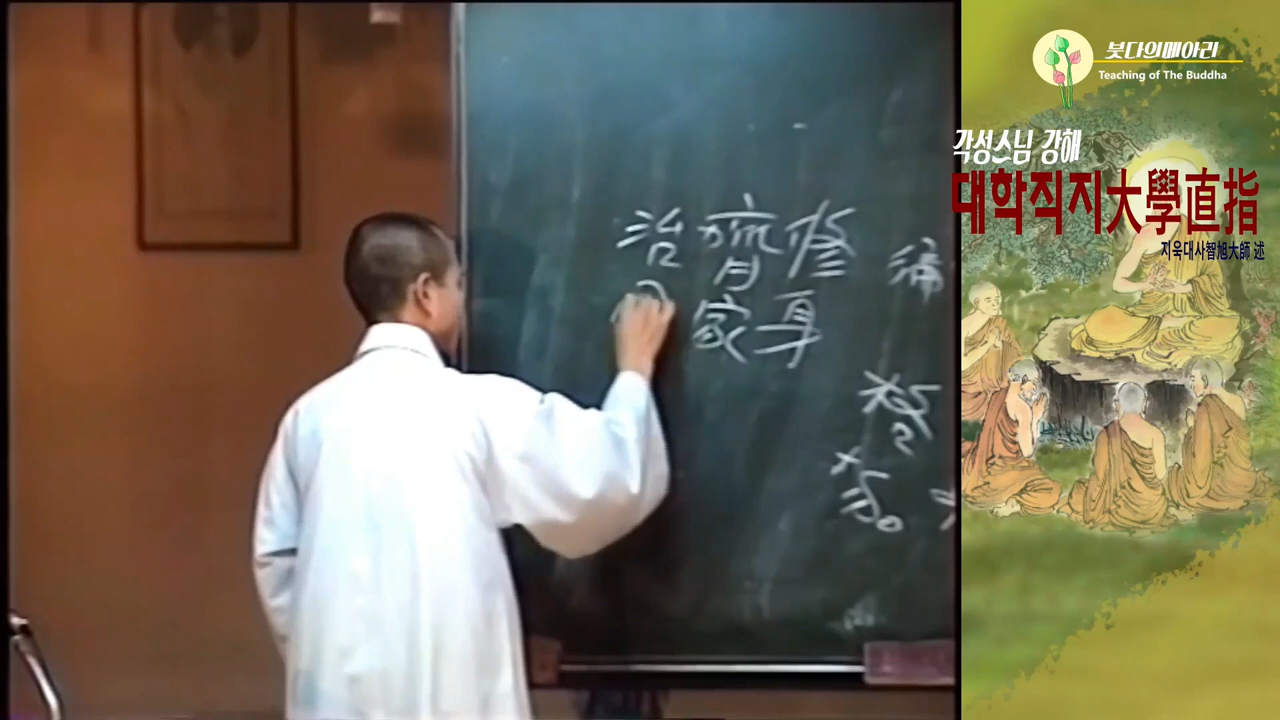 붓다의메아리
Teaching of The Buddha
각성스님 강해
대학직지大學直指
지욱대사智旭大師 述
修身
齊家
治